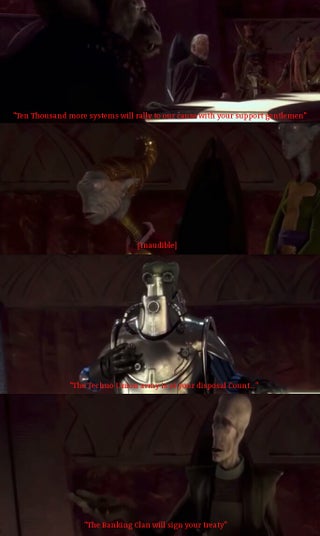 "Ten Thousand more systems will rally to our cause with your support gentlemen"
[Inaudible]
"The Techno Union army is at your disposal Count..."
"The Banking Clan will sign your treaty"